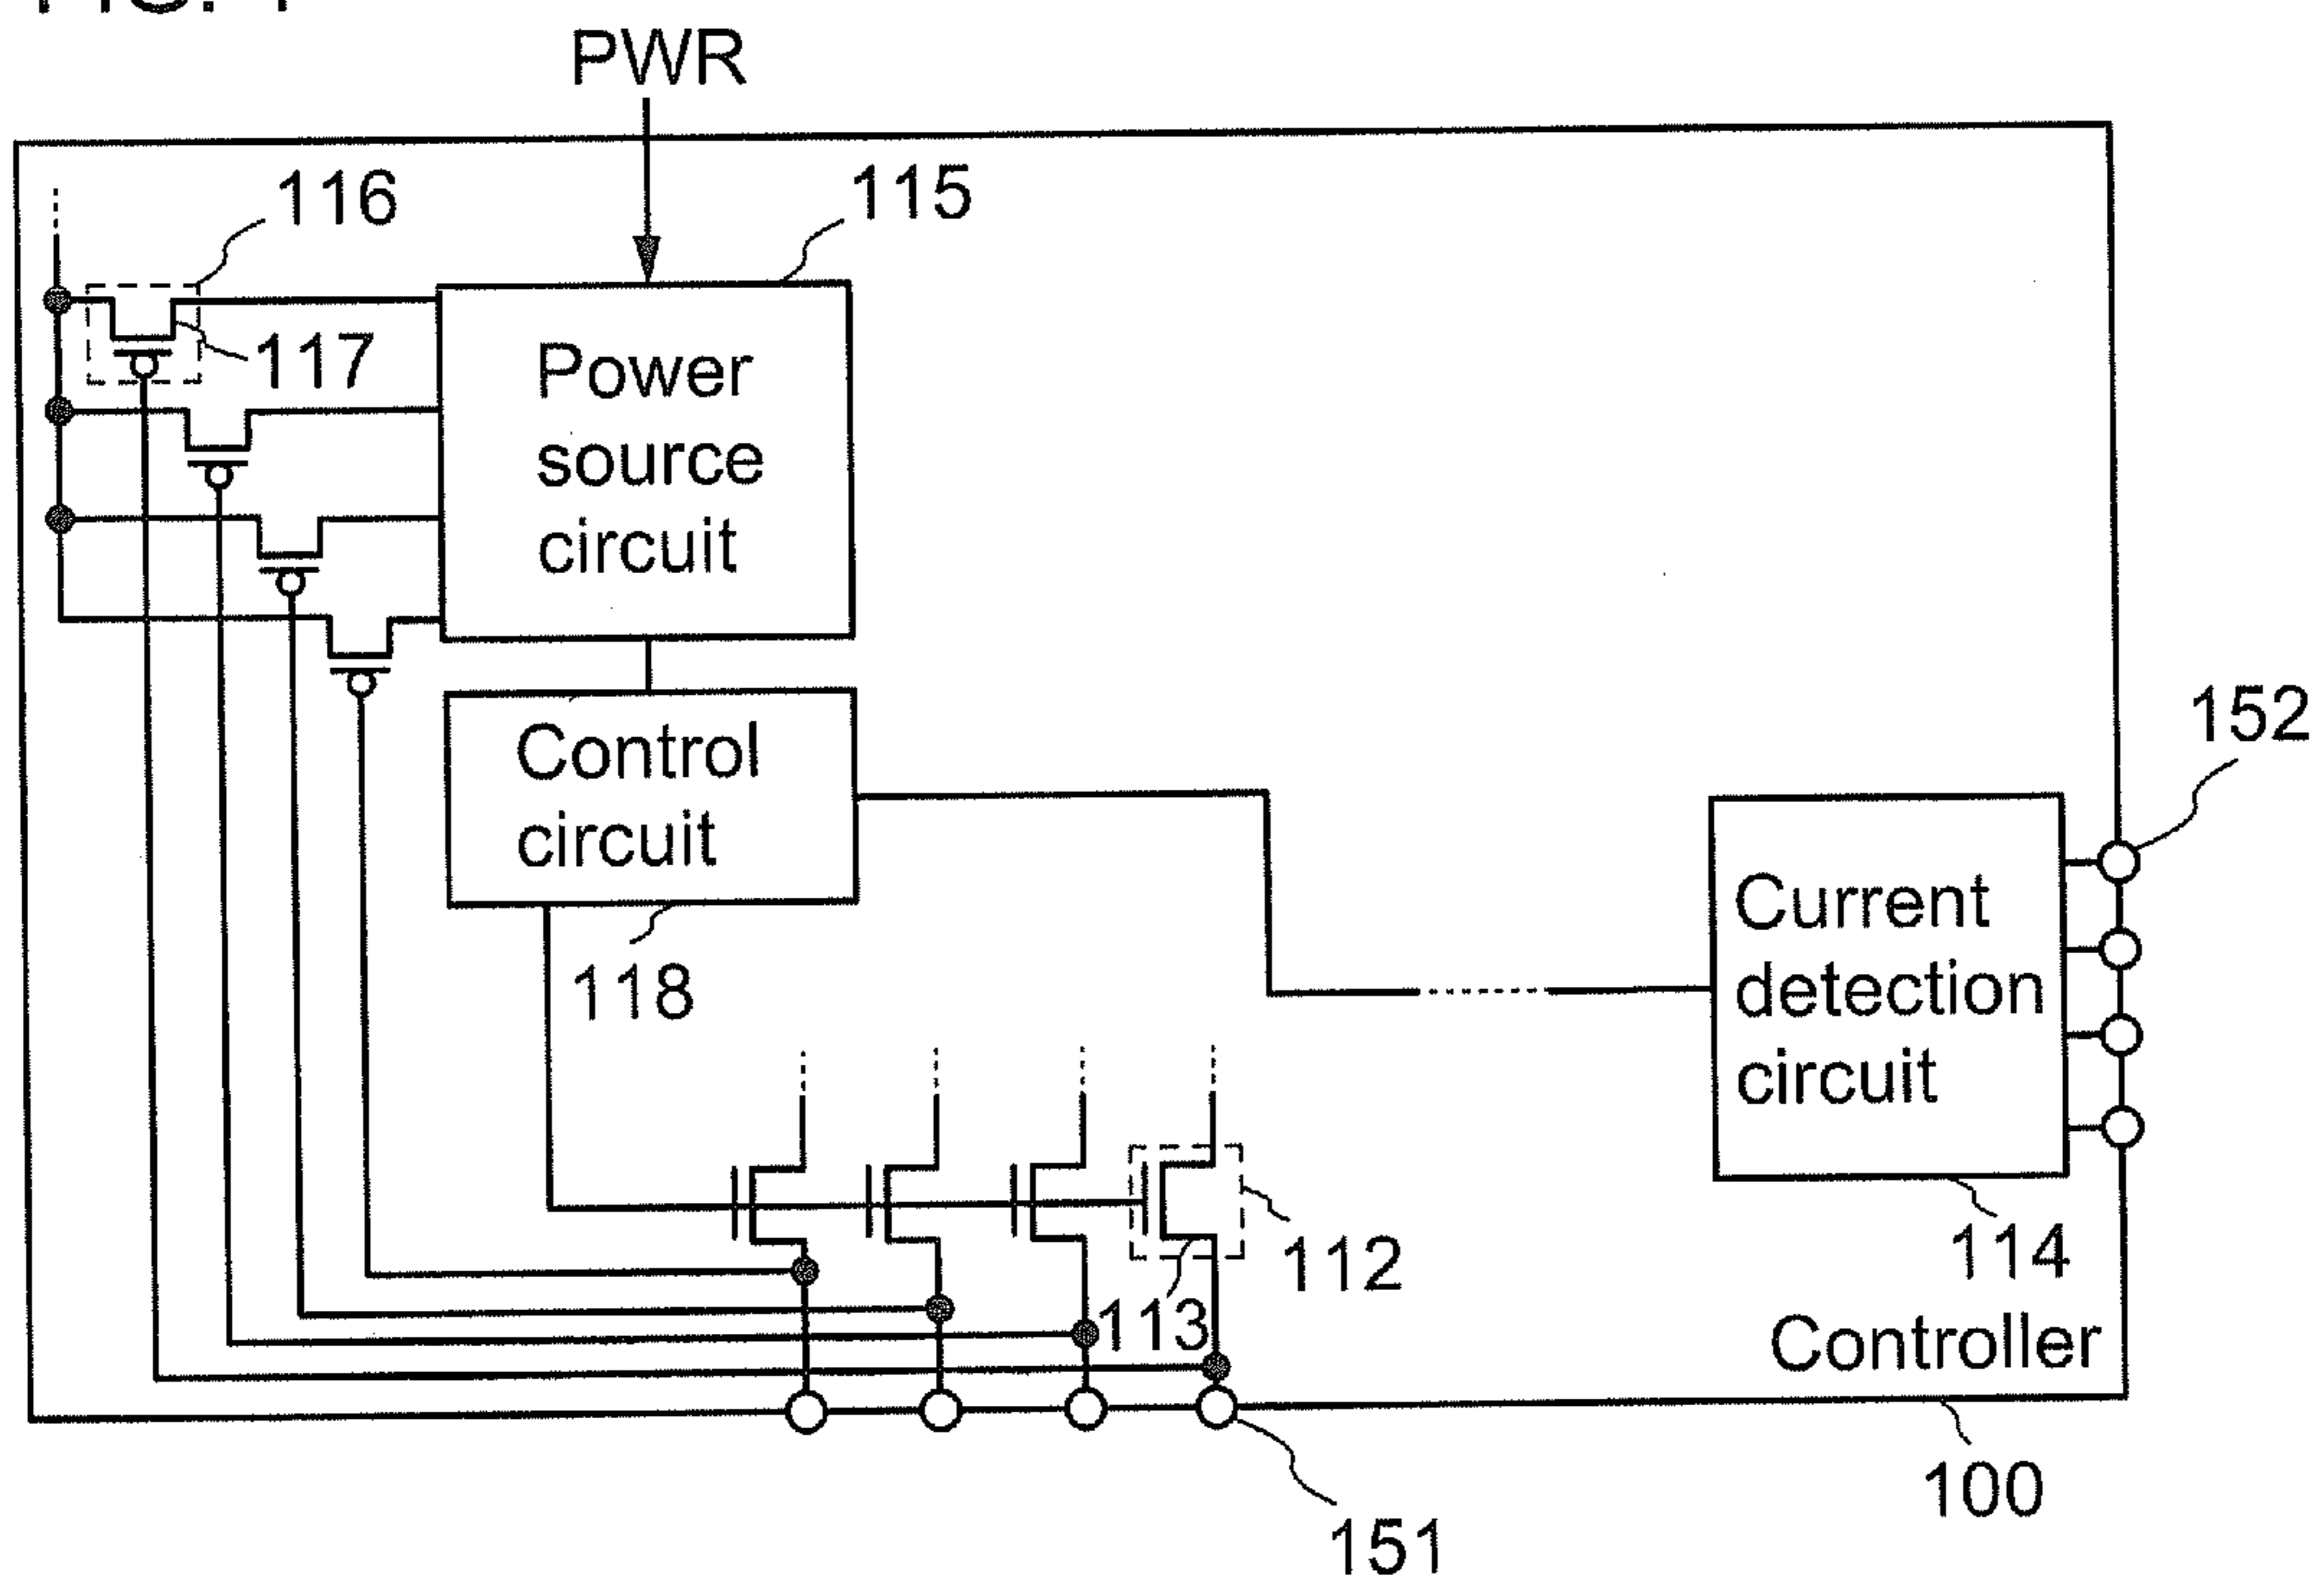 PWR
116
115
117
Power
source
circuit
152
Control
circuit
Current
detection
circuit
118
112
114
113
Controller
100
151